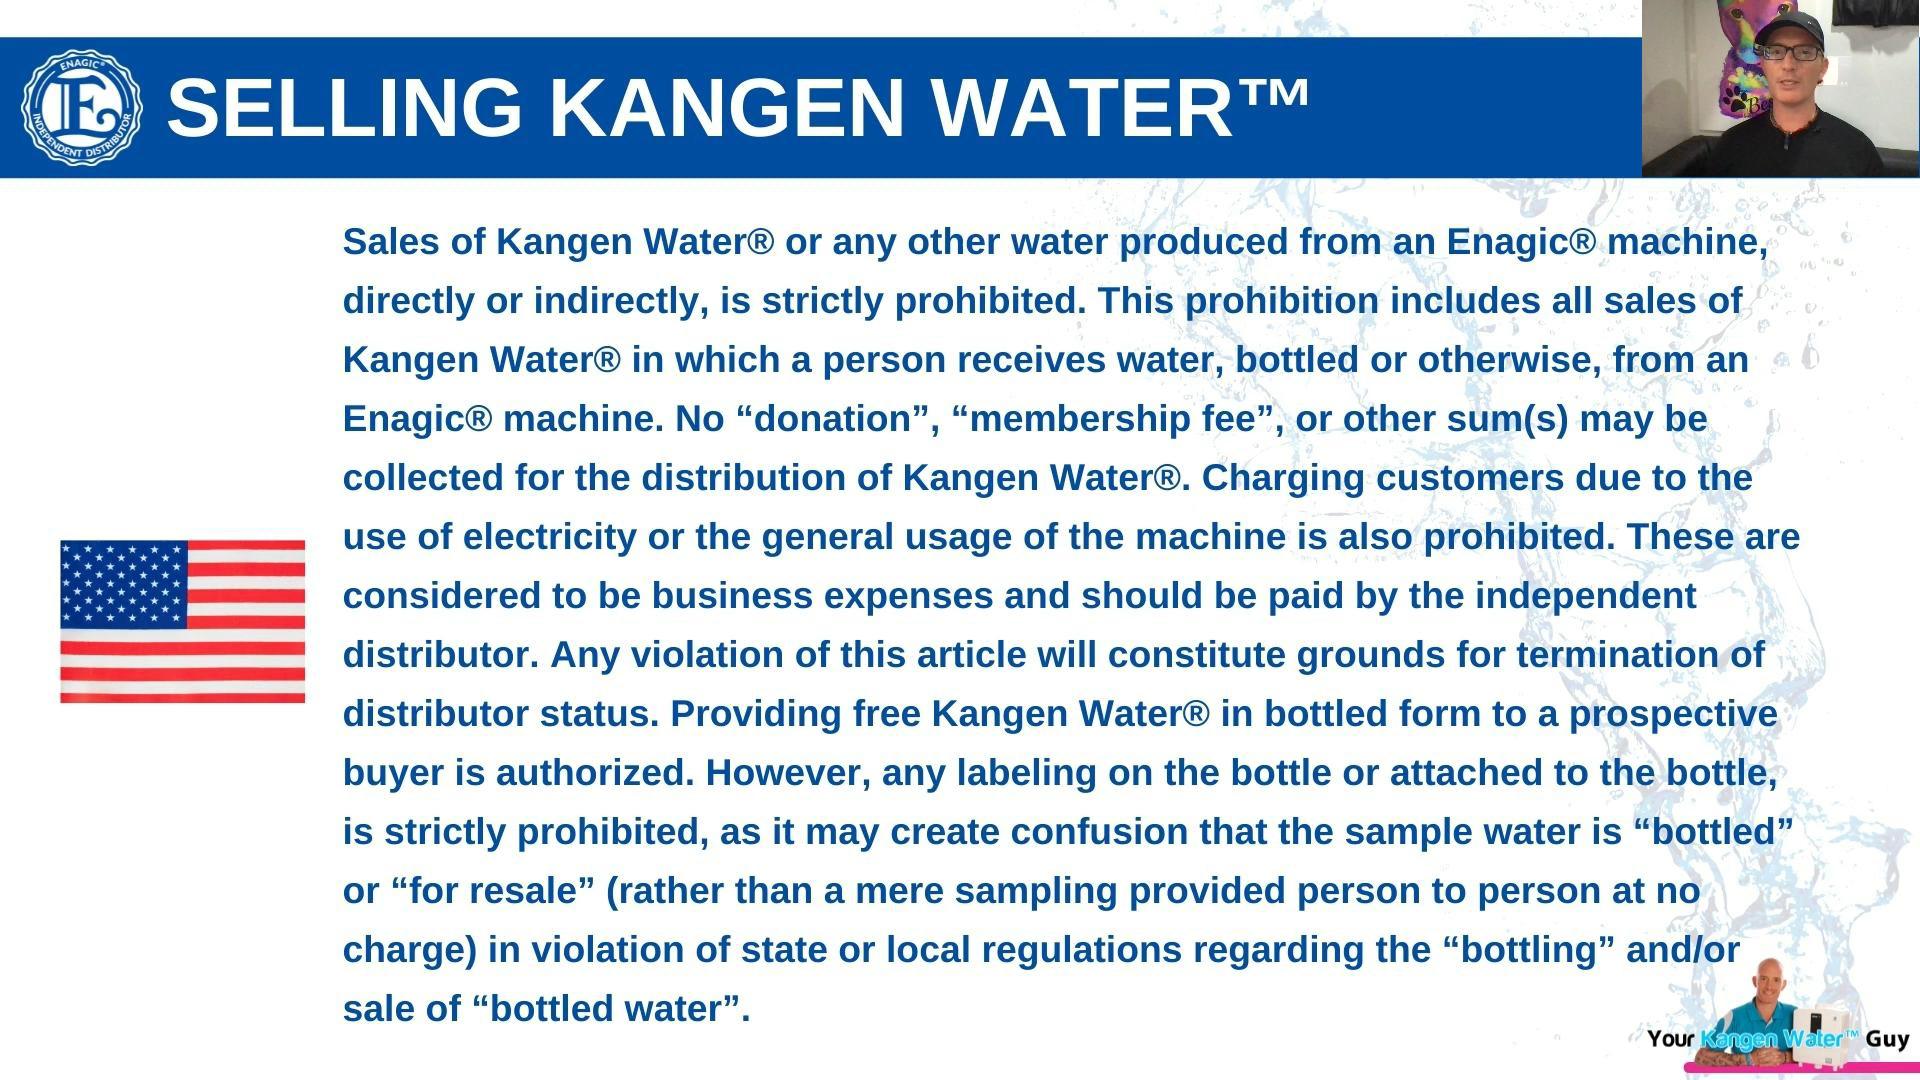 ENAGIC®
E
INDEPENDENT DISTRIBUTOR
SELLING KANGEN WATER™
Be
Sales of Kangen Water® or any other water produced from an Enagic® machine,
directly or indirectly, is strictly prohibited. This prohibition includes all sales of
Kangen Water® in which a person receives water, bottled or otherwise, from an
Enagic® machine. No “donation”, “membership fee”, or other sum(s) may be
collected for the distribution of Kangen Water®. Charging customers due to the
use of electricity or the general usage of the machine is also prohibited. These are
considered to be business expenses and should be paid by the independent
distributor. Any violation of this article will constitute grounds for termination of
distributor status. Providing free Kangen Water® in bottled form to a prospective
buyer is authorized. However, any labeling on the bottle or attached to the bottle,
is strictly prohibited, as it may create confusion that the sample water is “bottled”
or “for resale” (rather than a mere sampling provided person to person at no
charge) in violation of state or local regulations regarding the “bottling” and/or
sale of “bottled water”.
Your Kangen Water™ Guy